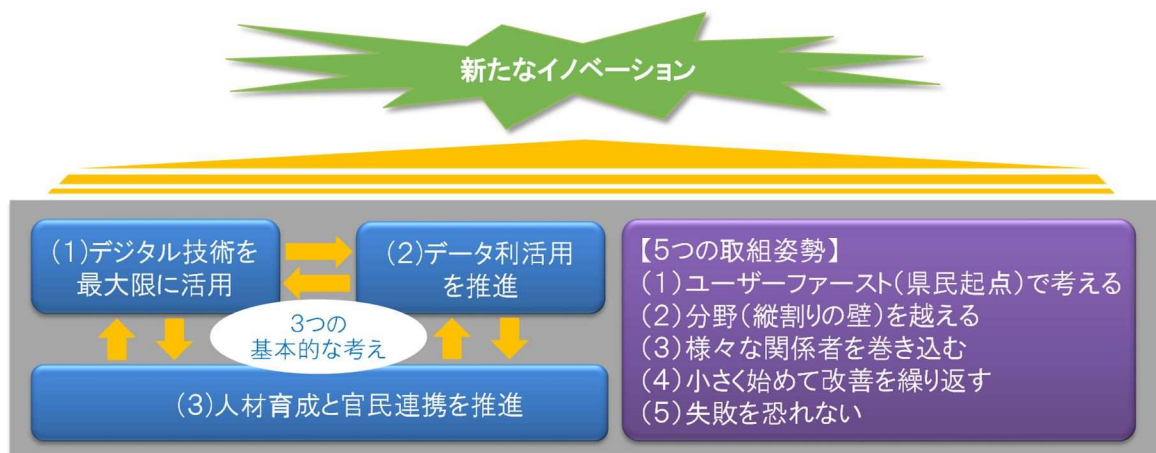 新たなイノベーション
(1)デジタル技術を
最大限に活用
(2)データ利活用
を推進
3つの
基本的な考え
(3)人材育成と官民連携を推進
【5つの取組姿勢】
(1)ユーザーファースト(県民起点)で考える
(2)分野(縦割りの壁)を越える
(3)様々な関係者を巻き込む
(4)小さく始めて改善を繰り返す
(5)失敗を恐れない